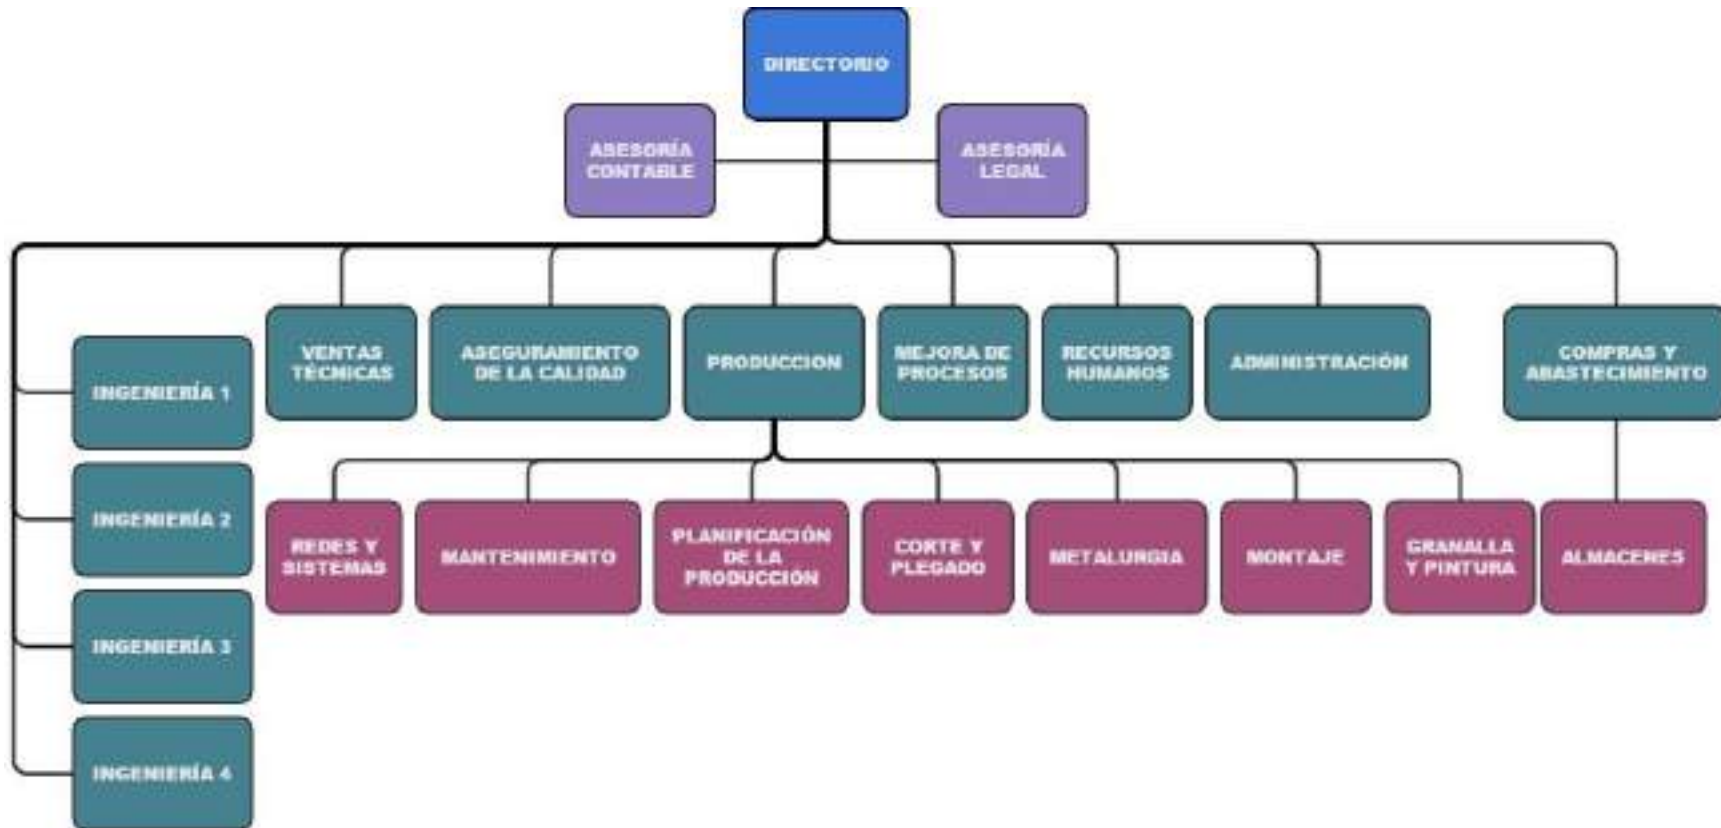 DIRECTORIO
ASESORÍA
CONTABLE
ASESORÍA
LEGAL
VENTAS
TÉCNICAS
ASEGURAMIENTO
DE LA CALIDAD
PRODUCCION
MEJORA DE
PROCESOS
RECURSOS
HUMANOS
ADMINISTRACIÓN
COMPRAS Y
ABASTECIMIENTO
INGENIERÍA 1
INGENIERÍA 2
INGENIERÍA 3
INGENIERÍA 4
REDES Y
SISTEMAS
MANTENIMIENTO
PLANIFICACIÓN
DE LA
PRODUCCIÓN
CORTE Y
PLEGADO
METALURGIA
MONTAJE
GRANALLA
Y PINTURA
ALMACENES